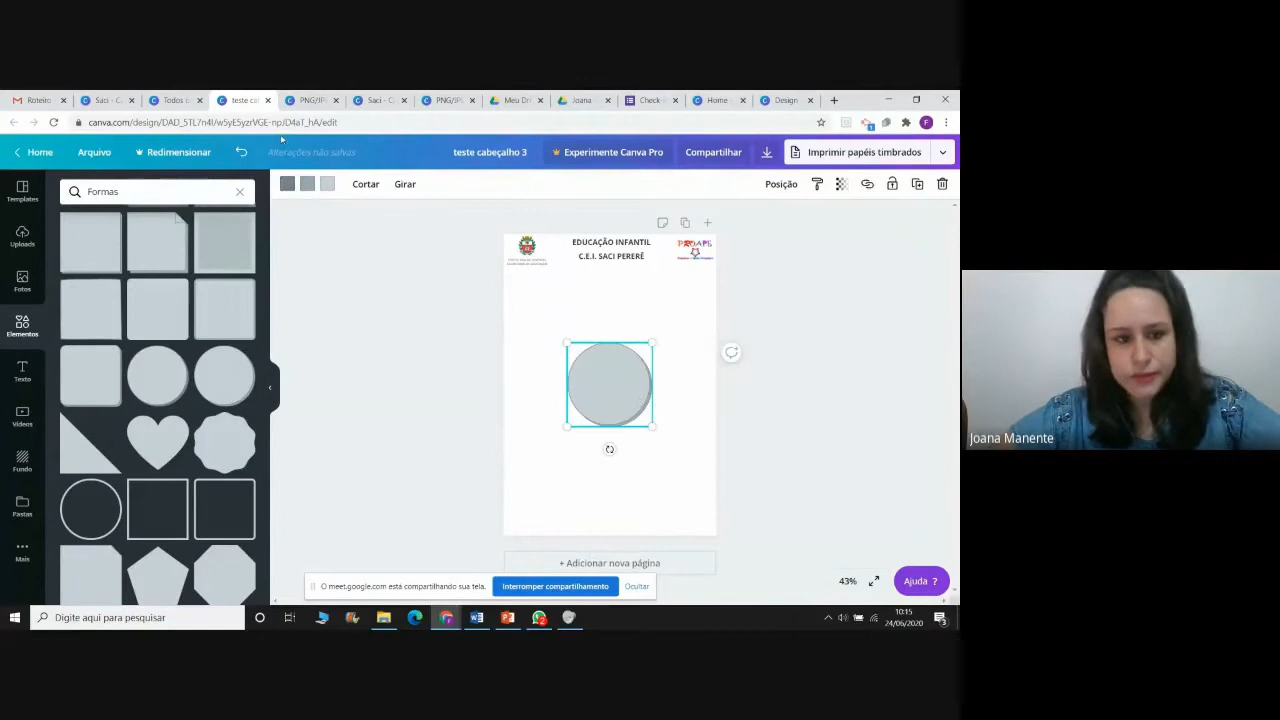 Roteiro
Saci - C
Todos
teste ca
PNG/JP
Saci - C
PNG/JP
Meu Dri
Joana
Check-
Home -
Design
canva.com/design/DAD_5TL7n4I/w5yE5yzrVGE-npJD4aT_hA/edit
Home
Arquivo
Redimensionar
Alterações não salvas
teste cabeçalho 3
Experimente Canva Pro
Compartilhar
Imprimir papéis timbrados
Templates
Uploads
Fotos
Elementos
Texto
Vídeos
Fundo
Pastas
Mais
Formas
Cortar
Girar
Posição
EDUCAÇÃO INFANTIL
C.E.I. SACI PERERÊ
PROAPE
+ Adicionar nova página
O meet.google.com está compartilhando sua tela.
Interromper compartilhamento
Ocultar
43%
Ajuda ?
Digite aqui para pesquisar
10:15
24/06/2020
Joana Manente